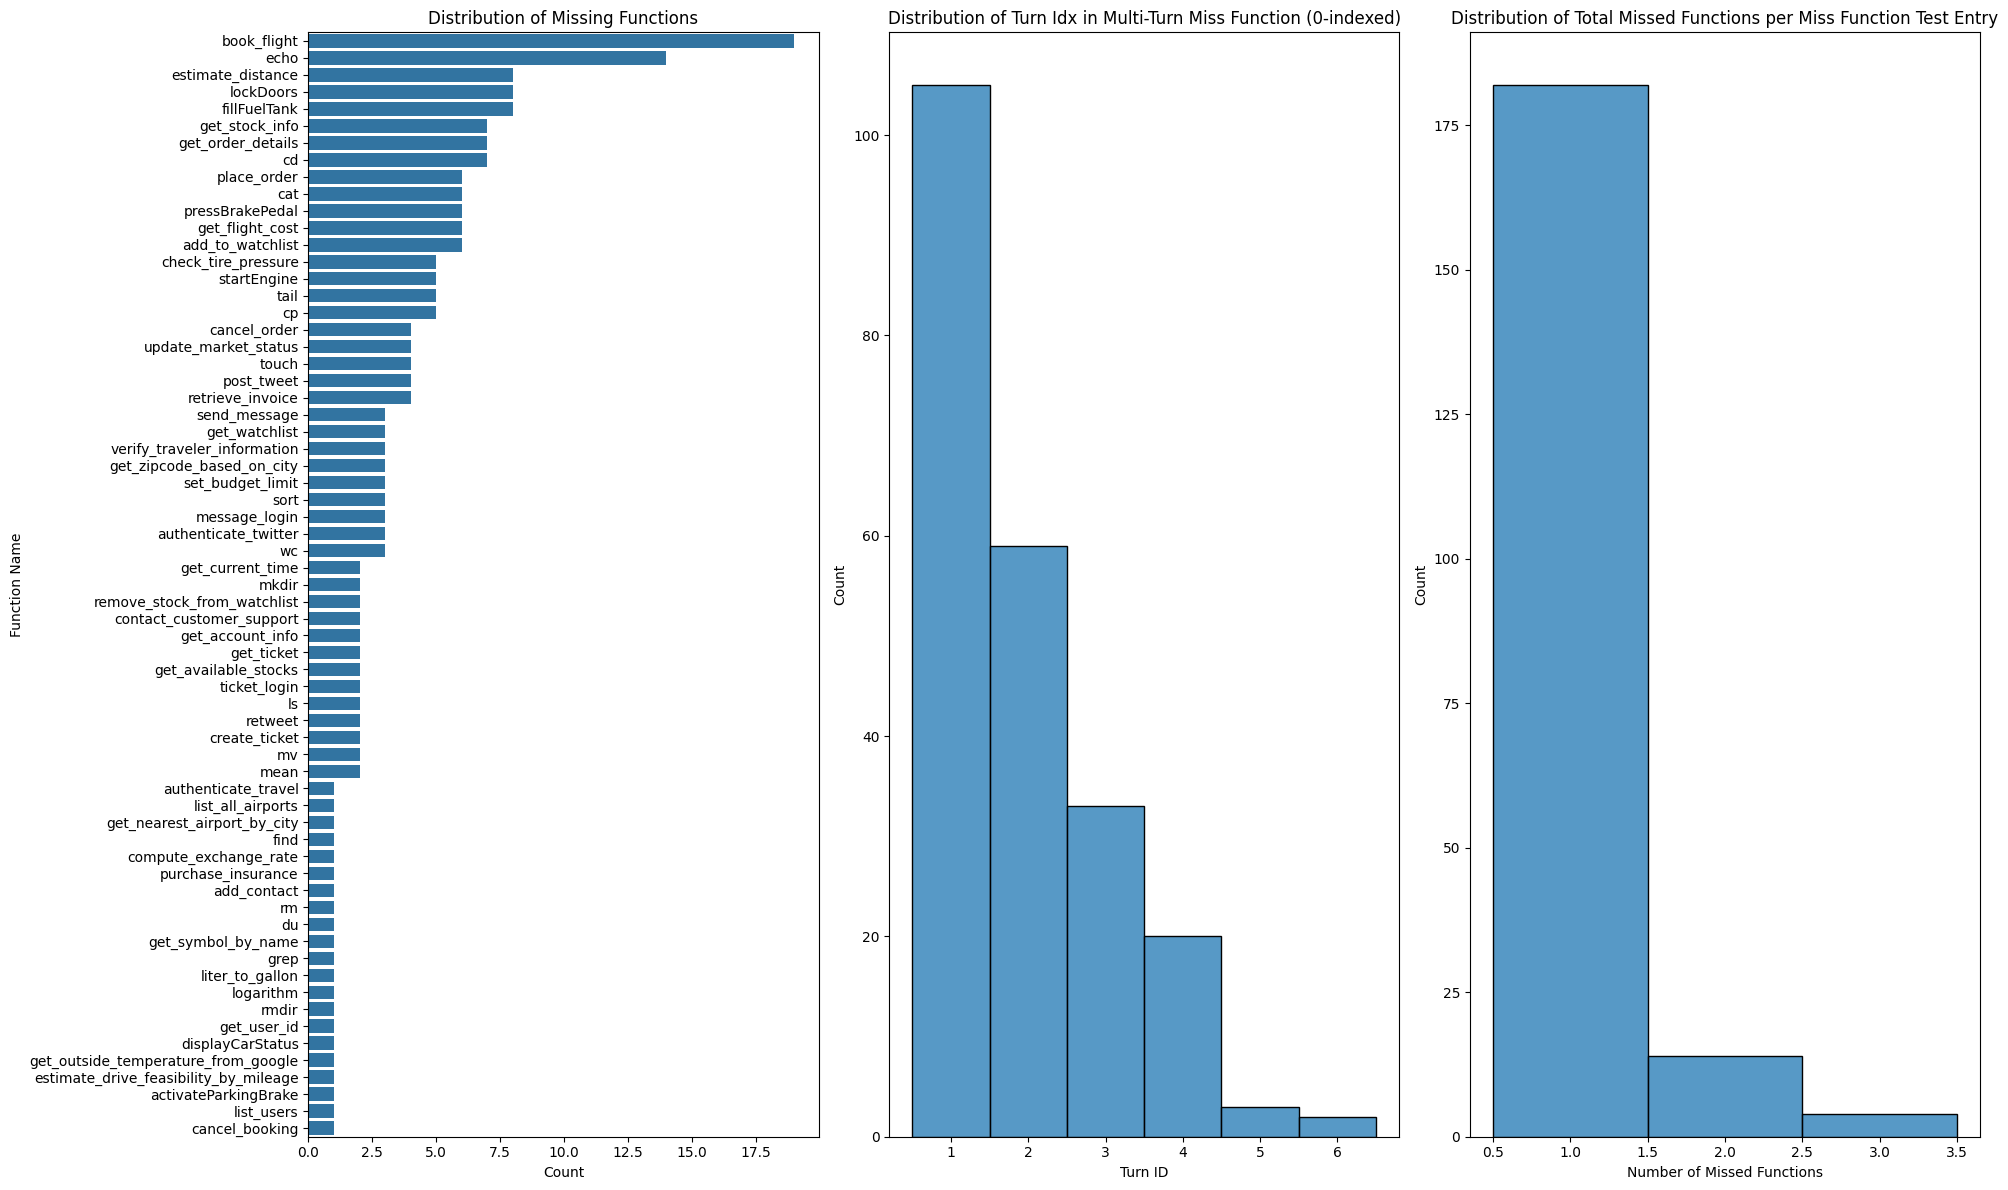 Distribution of Missing Functions
Function Name
book_flight
echo
estimate_distance
lockDoors
fillFuelTank
get_stock_info
get_order_details
cd
place_order
cat
pressBrakePedal
get_flight_cost
add_to_watchlist
check_tire_pressure
startEngine
tail
cp
cancel_order
update_market_status
touch
post_tweet
retrieve_invoice
send_message
get_watchlist
verify_traveler_information
get_zipcode_based_on_city
set_budget_limit
sort
message_login
authenticate_twitter
wc
get_current_time
mkdir
remove_stock_from_watchlist
contact_customer_support
get_account_info
get_ticket
get_available_stocks
ticket_login
ls
retweet
create_ticket
mv
mean
authenticate_travel
list_all_airports
get_nearest_airport_by_city
find
compute_exchange_rate
purchase_insurance
add_contact
rm
du
get_symbol_by_name
grep
liter_to_gallon
logarithm
rmdir
get_user_id
displayCarStatus
get_outside_temperature_from_google
estimate_drive_feasibility_by_mileage
activateParkingBrake
list_users
cancel_booking
0.0 2.5 5.0 7.5 10.0 12.5 15.0 17.5
Count
Distribution of Turn Idx in Multi-Turn Miss Function (0-indexed)
Count
100
80
60
40
20
0
1 2 3 4 5 6
Turn ID
Distribution of Total Missed Functions per Miss Function Test Entry
Count
175
150
125
100
75
50
25
0
0.5 1.0 1.5 2.0 2.5 3.0 3.5
Number of Missed Functions